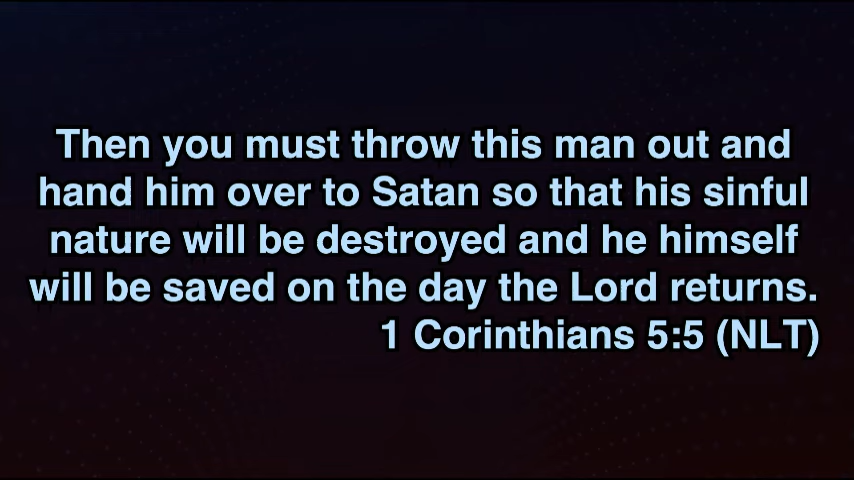 Then you must throw this man out and
hand him over to Satan so that his sinful
nature will be destroyed and he himself
will be saved on the day the Lord returns.
1 Corinthians 5:5 (NLT)